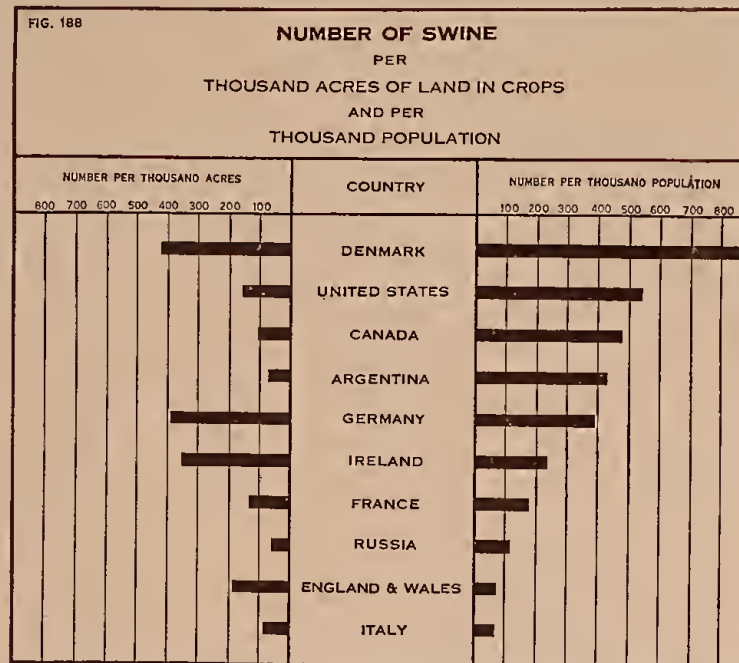 FIG. 188
NUMBER OF SWINE
PER
THOUSAND ACRES OF LAND IN CROPS
AND PER
THOUSAND POPULATION
NUMBER PER THOUSAND ACRES
COUNTRY
NUMBER PER THOUSAND POPULATION
800 700 600 500 400 300 200 100
100 200 300 400 500 600 700 800
DENMARK
UNITED STATES
CANADA
ARGENTINA
GERMANY
IRELAND
FRANCE
RUSSIA
ENGLAND & WALES
ITALY